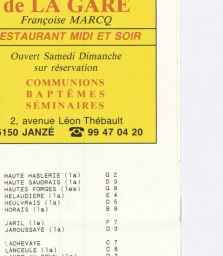 de LA GARE
Françoise MARCQ
RESTAURANT MIDI ET SOIR
Ouvert Samedi Dimanche
sur réservation
COMMUNIONS
BAPTÊMES
SÉMINAIRES
2, avenue Léon Thébault
5150 JANZÉ ☎ 99 47 04 20
HAUTE HASLERIE (la) G 2
HAUTE SAUDRAIS (la) D 9
HAUTES FORGES (les) G 8
HELAUDIERE (la) E 4
HEULVRAIS (la) D 5
HORAIS (la) B 8
JARIL (le) F 7
JAROUSSAYE (la) D 3
LACHEVAYE C 7
LANCEULE (la) C 6